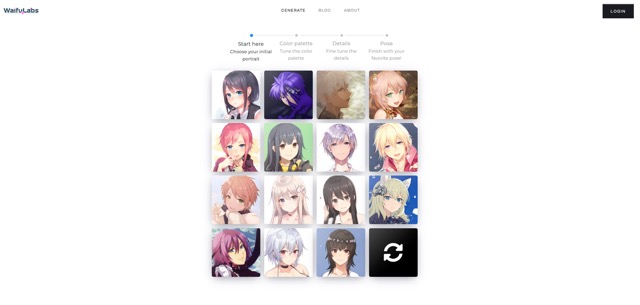 WaifuLabs
GENERATE BLOG ABOUT
LOGIN
Start here
Choose your initial
portrait
Color palette
Tune the color
palette
Details
Fine tune the
details
Pose
Finish with your
favorite pose!